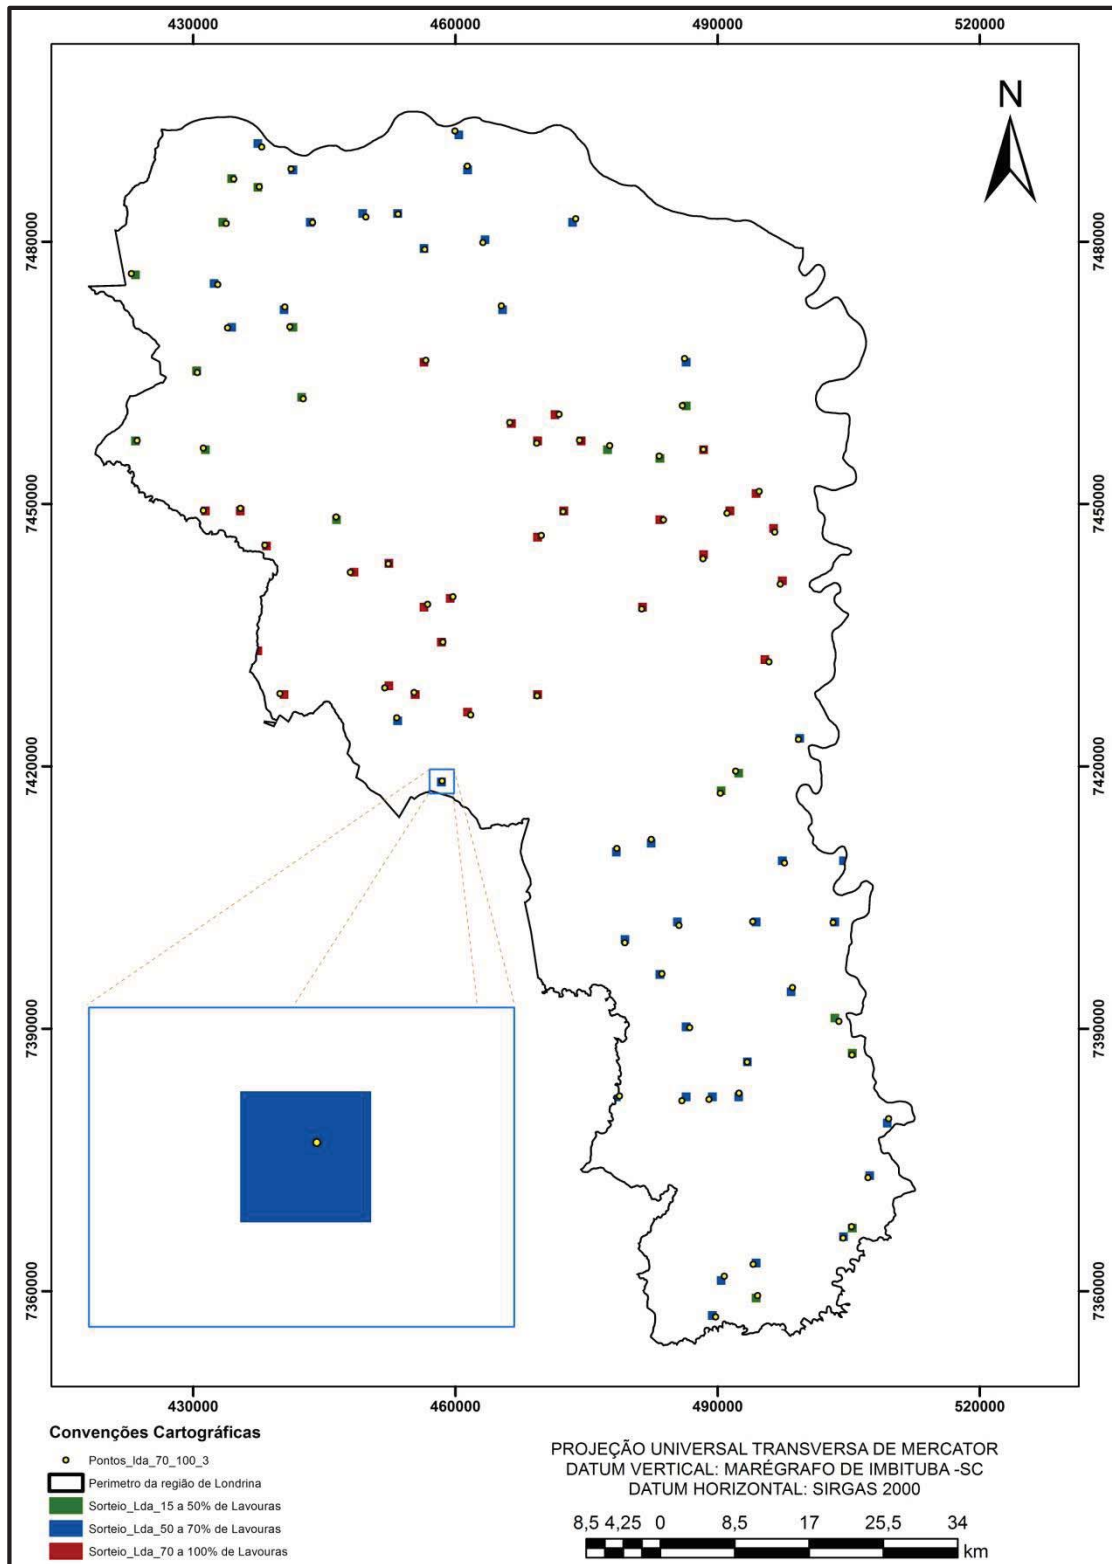 430000 460000 490000 520000
N
7480000 7480000
7450000 7450000
7420000 7420000
7390000 7390000
7360000 7360000
430000 460000 490000 520000
Convenções Cartográficas
Pontos_lda_70_100_3
Perimetro da região de Londrina
Sorteio_Lda_15 a 50% de Lavouras
Sorteio_Lda_50 a 70% de Lavouras
Sorteio_Lda_70 a 100% de Lavouras
PROJEÇÃO UNIVERSAL TRANSVERSA DE MERCATOR
DATUM VERTICAL: MARÉGRAFO DE IMBITUBA -SC
DATUM HORIZONTAL: SIRGAS 2000
8,5 4,25 0 8,5 17 25,5 34
km